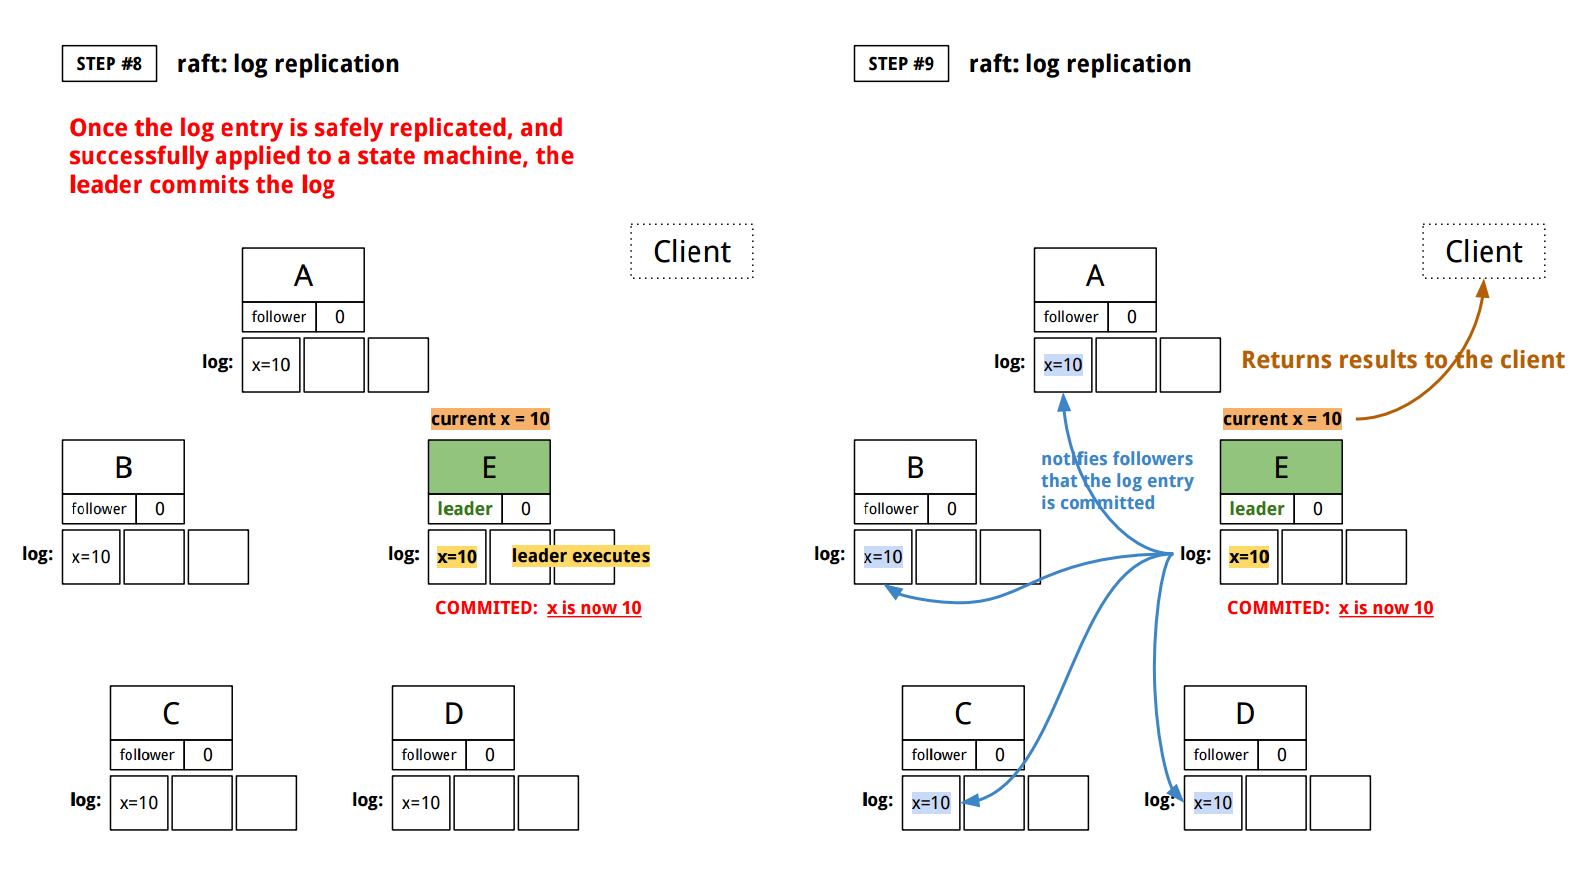 STEP #8 raft: log replication
Once the log entry is safely replicated, and
successfully applied to a state machine, the
leader commits the log
Client
A
follower 0
log: x=10
current x = 10
B
follower 0
log: x=10
E
leader 0
log: x=10 leader executes
COMMITED: x is now 10
C
follower 0
log: x=10
D
follower 0
log: x=10
STEP #9 raft: log replication
Client
A
follower 0
log: x=10
Returns results to the client
current x = 10
notifies followers
that the log entry
is committed
B
follower 0
log: x=10
E
leader 0
log: x=10
COMMITED: x is now 10
C
follower 0
log: x=10
D
follower 0
log: x=10